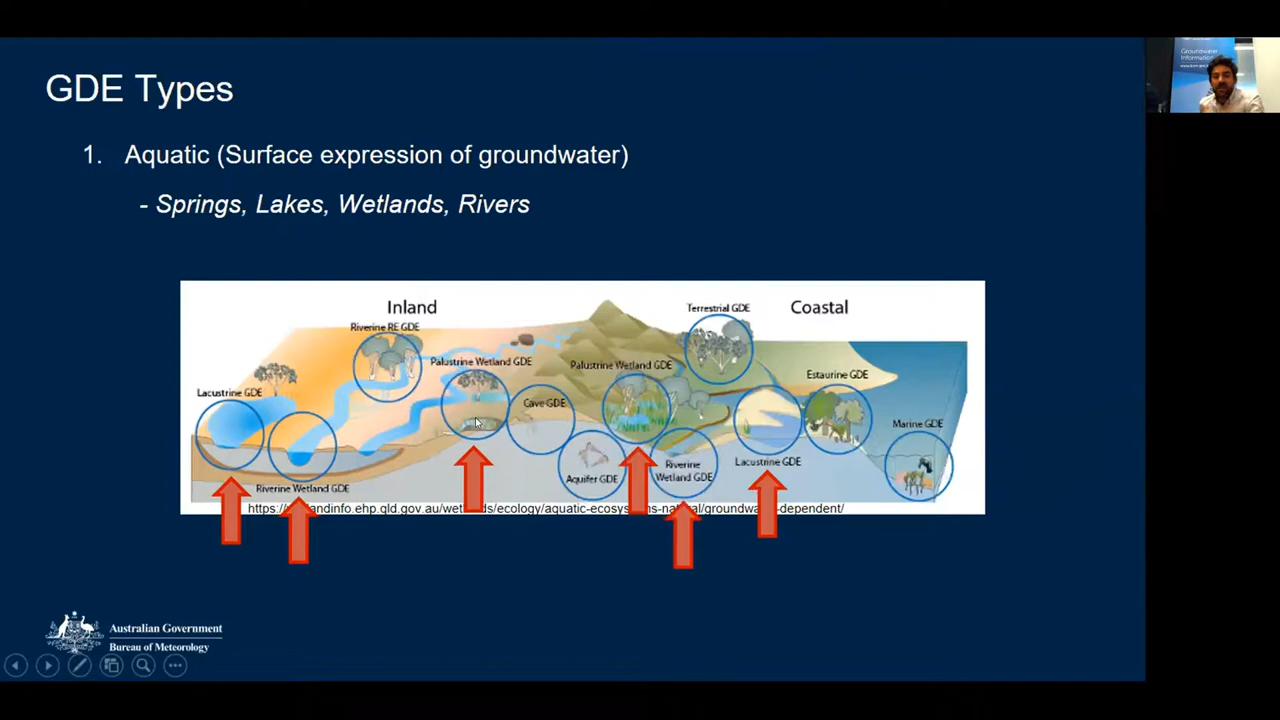 GDE Types
1. Aquatic (Surface expression of groundwater)
- Springs, Lakes, Wetlands, Rivers
Inland
Coastal
Terrestrial GDE
Riverine RE GDE
Palustrine Wetland GDE
Palustrine Wetland GDE
Estaurine GDE
Lacustrine GDE
Cave GDE
Marine GDE
Lacustrine GDE
Riverine
Wetland GDE
Aquifer GDE
Riverine Wetland GDE
Australian Government
Bureau of Meteorology
Groundwater
Information